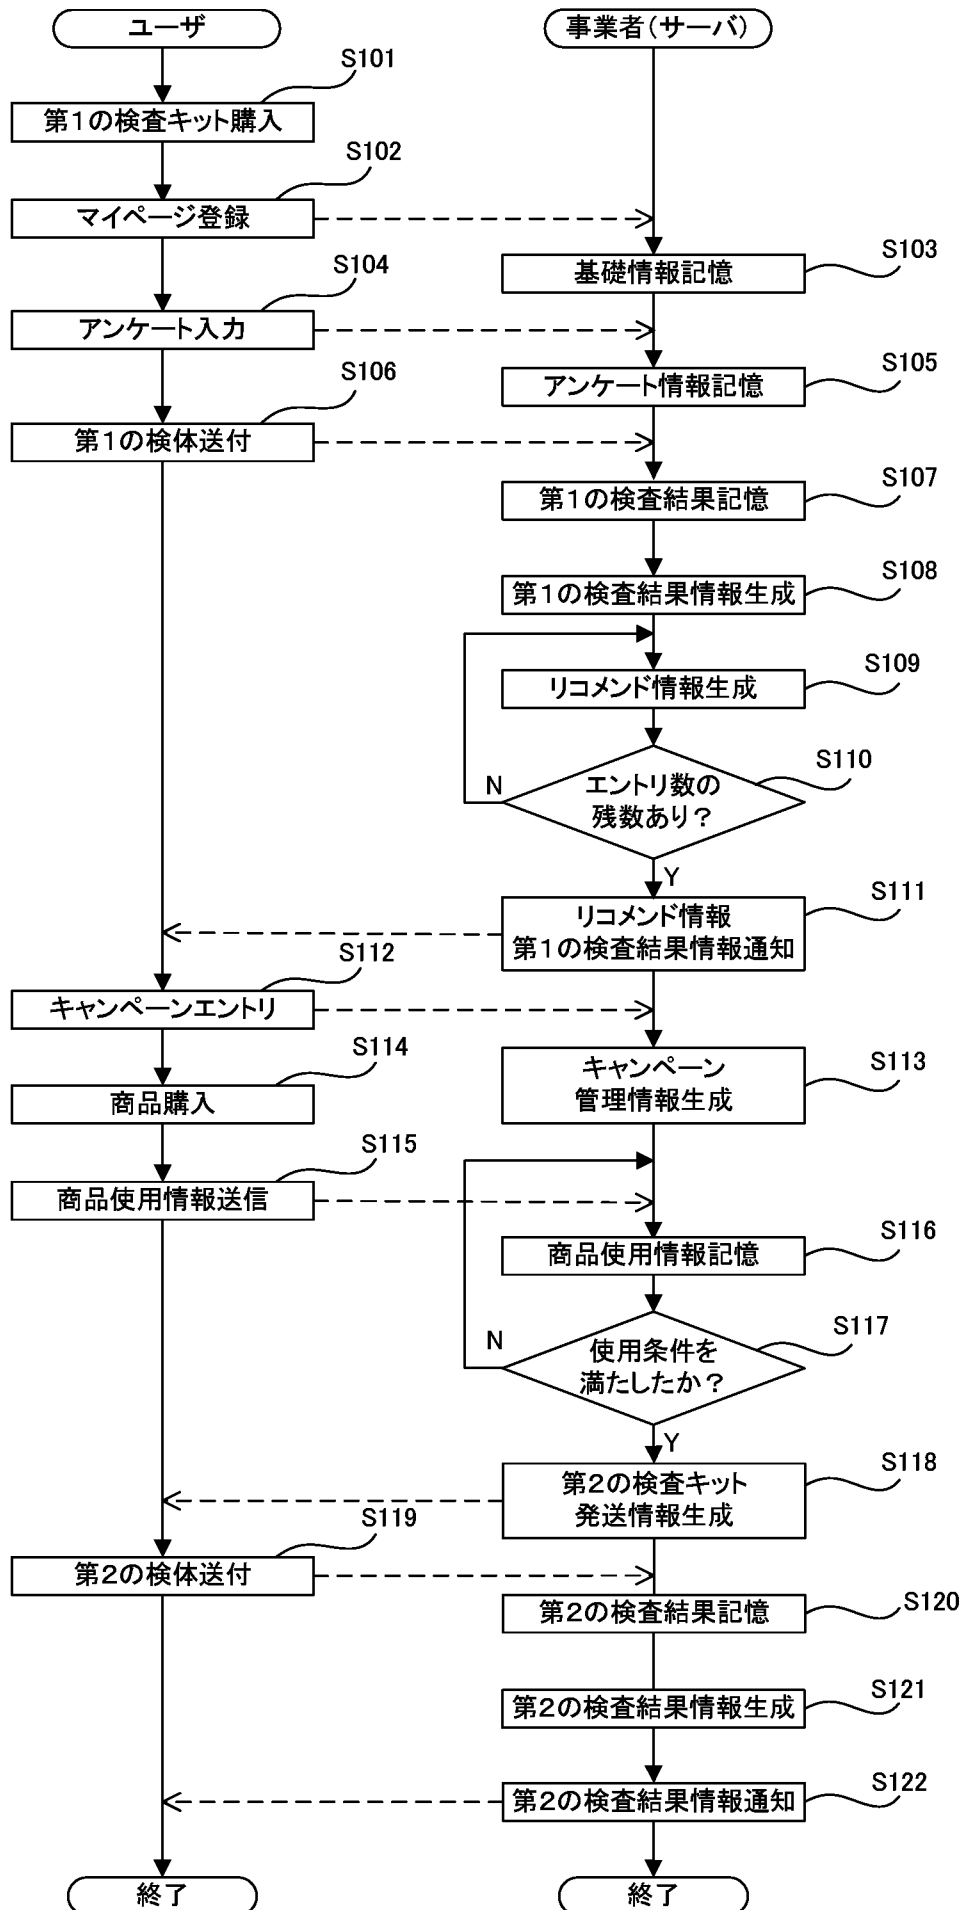 ユーザ
事業者(サーバ)
S101
第1の検査キット購入
S102
マイページ登録
S103
基礎情報記憶
S104
アンケート入力
S105
アンケート情報記憶
S106
第1の検体送付
S107
第1の検査結果記憶
S108
第1の検査結果情報生成
S109
リコメンド情報生成
S110
エントリ数の
残数あり?
N
Y
S111
リコメンド情報
第1の検査結果情報通知
S112
キャンペーンエントリ
S113
キャンペーン
管理情報生成
S114
商品購入
S115
商品使用情報送信
S116
商品使用情報記憶
S117
使用条件を
満たしたか?
N
Y
S118
第2の検査キット
発送情報生成
S119
第2の検体送付
S120
第2の検査結果記憶
S121
第2の検査結果情報生成
S122
第2の検査結果情報通知
終了
終了